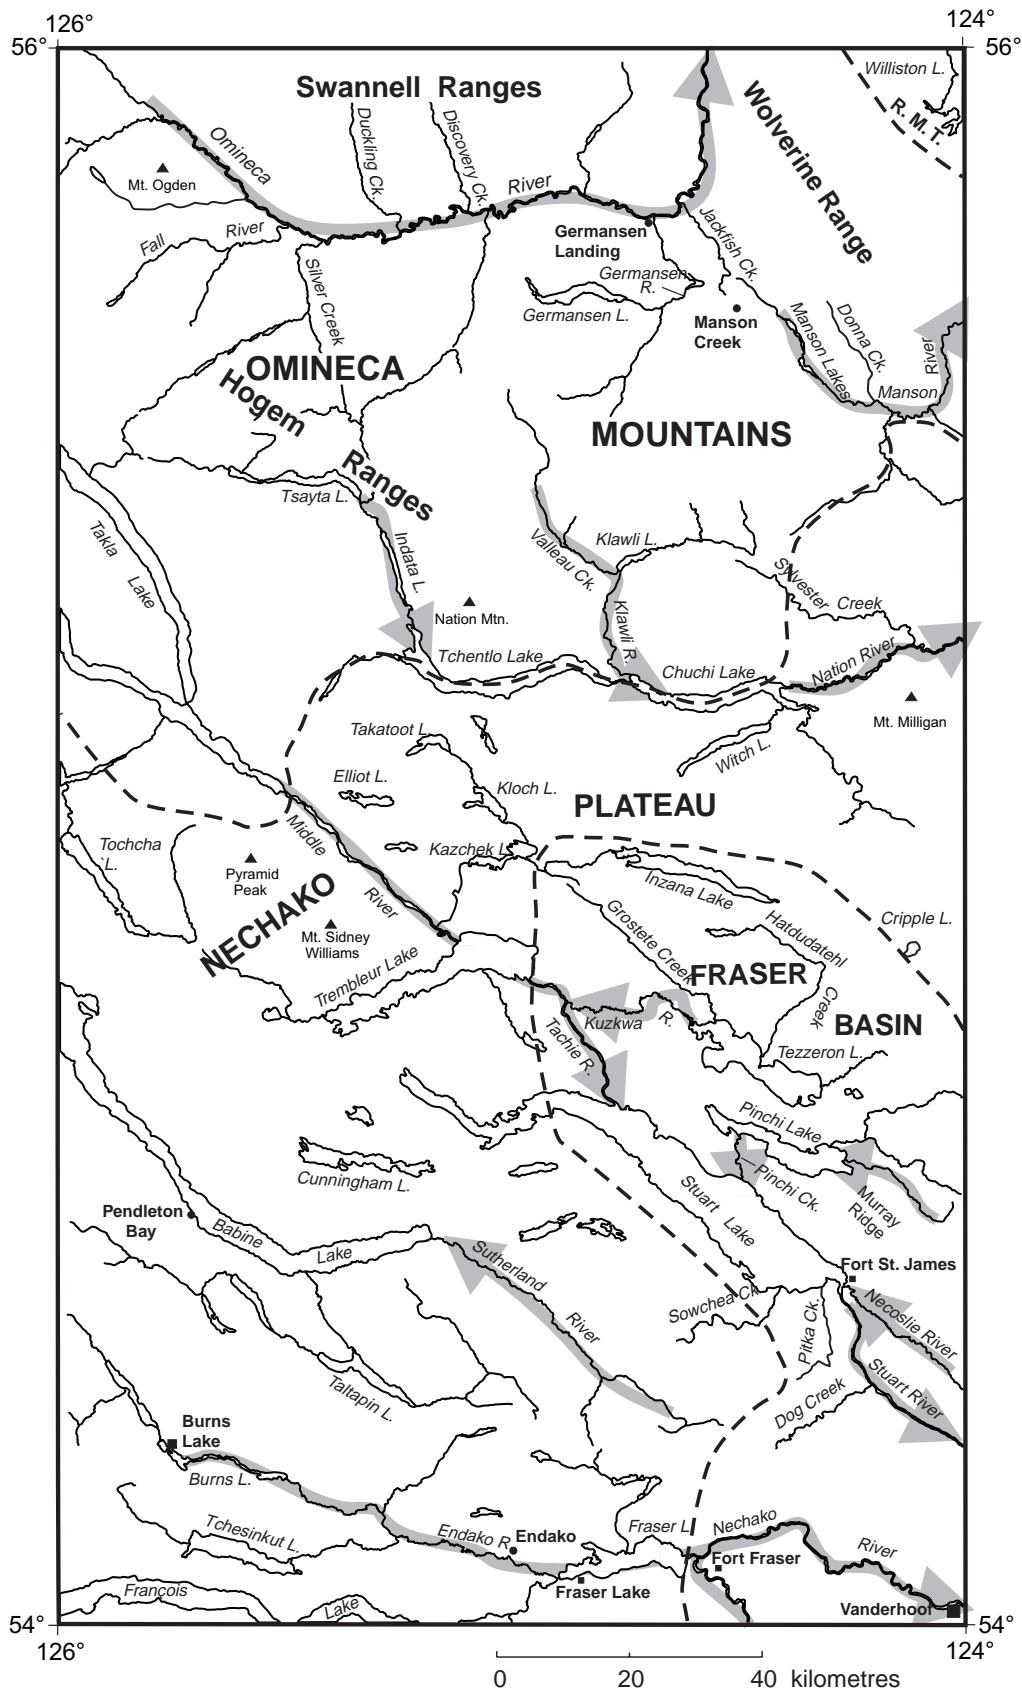 126°
124°
56°
56°
Swannell Ranges
Williston L.
R. M. T.
Wolverine Range
Omineca
Duckling Ck.
Discovery Ck.
River
Mt. Ogden
Fall
River
Silver Creek
Germansen
Landing
Jackfish Ck.
Germansen
R.
Germansen L.
Manson
Creek
Manson Lakes
Donna Ck.
River
Manson
OMINECA
Hogem
Ranges
MOUNTAINS
Tsayta L.
Takla
Lake
Indata L.
Valleau Ck.
Klawli L.
Klawli R.
Sylvester
Creek
Nation Mtn.
Tchentlo Lake
Chuchi Lake
Nation River
Mt. Milligan
Takatoot L.
Witch L.
Elliot L.
Kloch L.
PLATEAU
Middle
River
Tochcha
L.
Kazchek L.
Pyramid
Peak
NECHAKO
Inzana Lake
Grostete Creek
Hatdudatehl
Creek
Cripple L.
Mt. Sidney
Williams
Trembleur Lake
FRASER
BASIN
Kuzkwa
R.
Tachie R.
Tezzeron L.
Pinchi Lake
Cunningham L.
Pinchi Ck.
Murray
Ridge
Stuart
Lake
Pendleton
Bay
Babine
Lake
Sutherland
River
Fort St. James
Sowchea Ck.
Pitka Ck.
Necoslie River
Stuart River
Taltapin L.
Dog Creek
Burns
Lake
Burns L.
Tchesinkut L.
Endako R.
Endako
Fraser L.
Nechako
River
Fort Fraser
Fraser Lake
François
Lake
Vanderhoof
54°
54°
126°
124°
0 20 40 kilometres